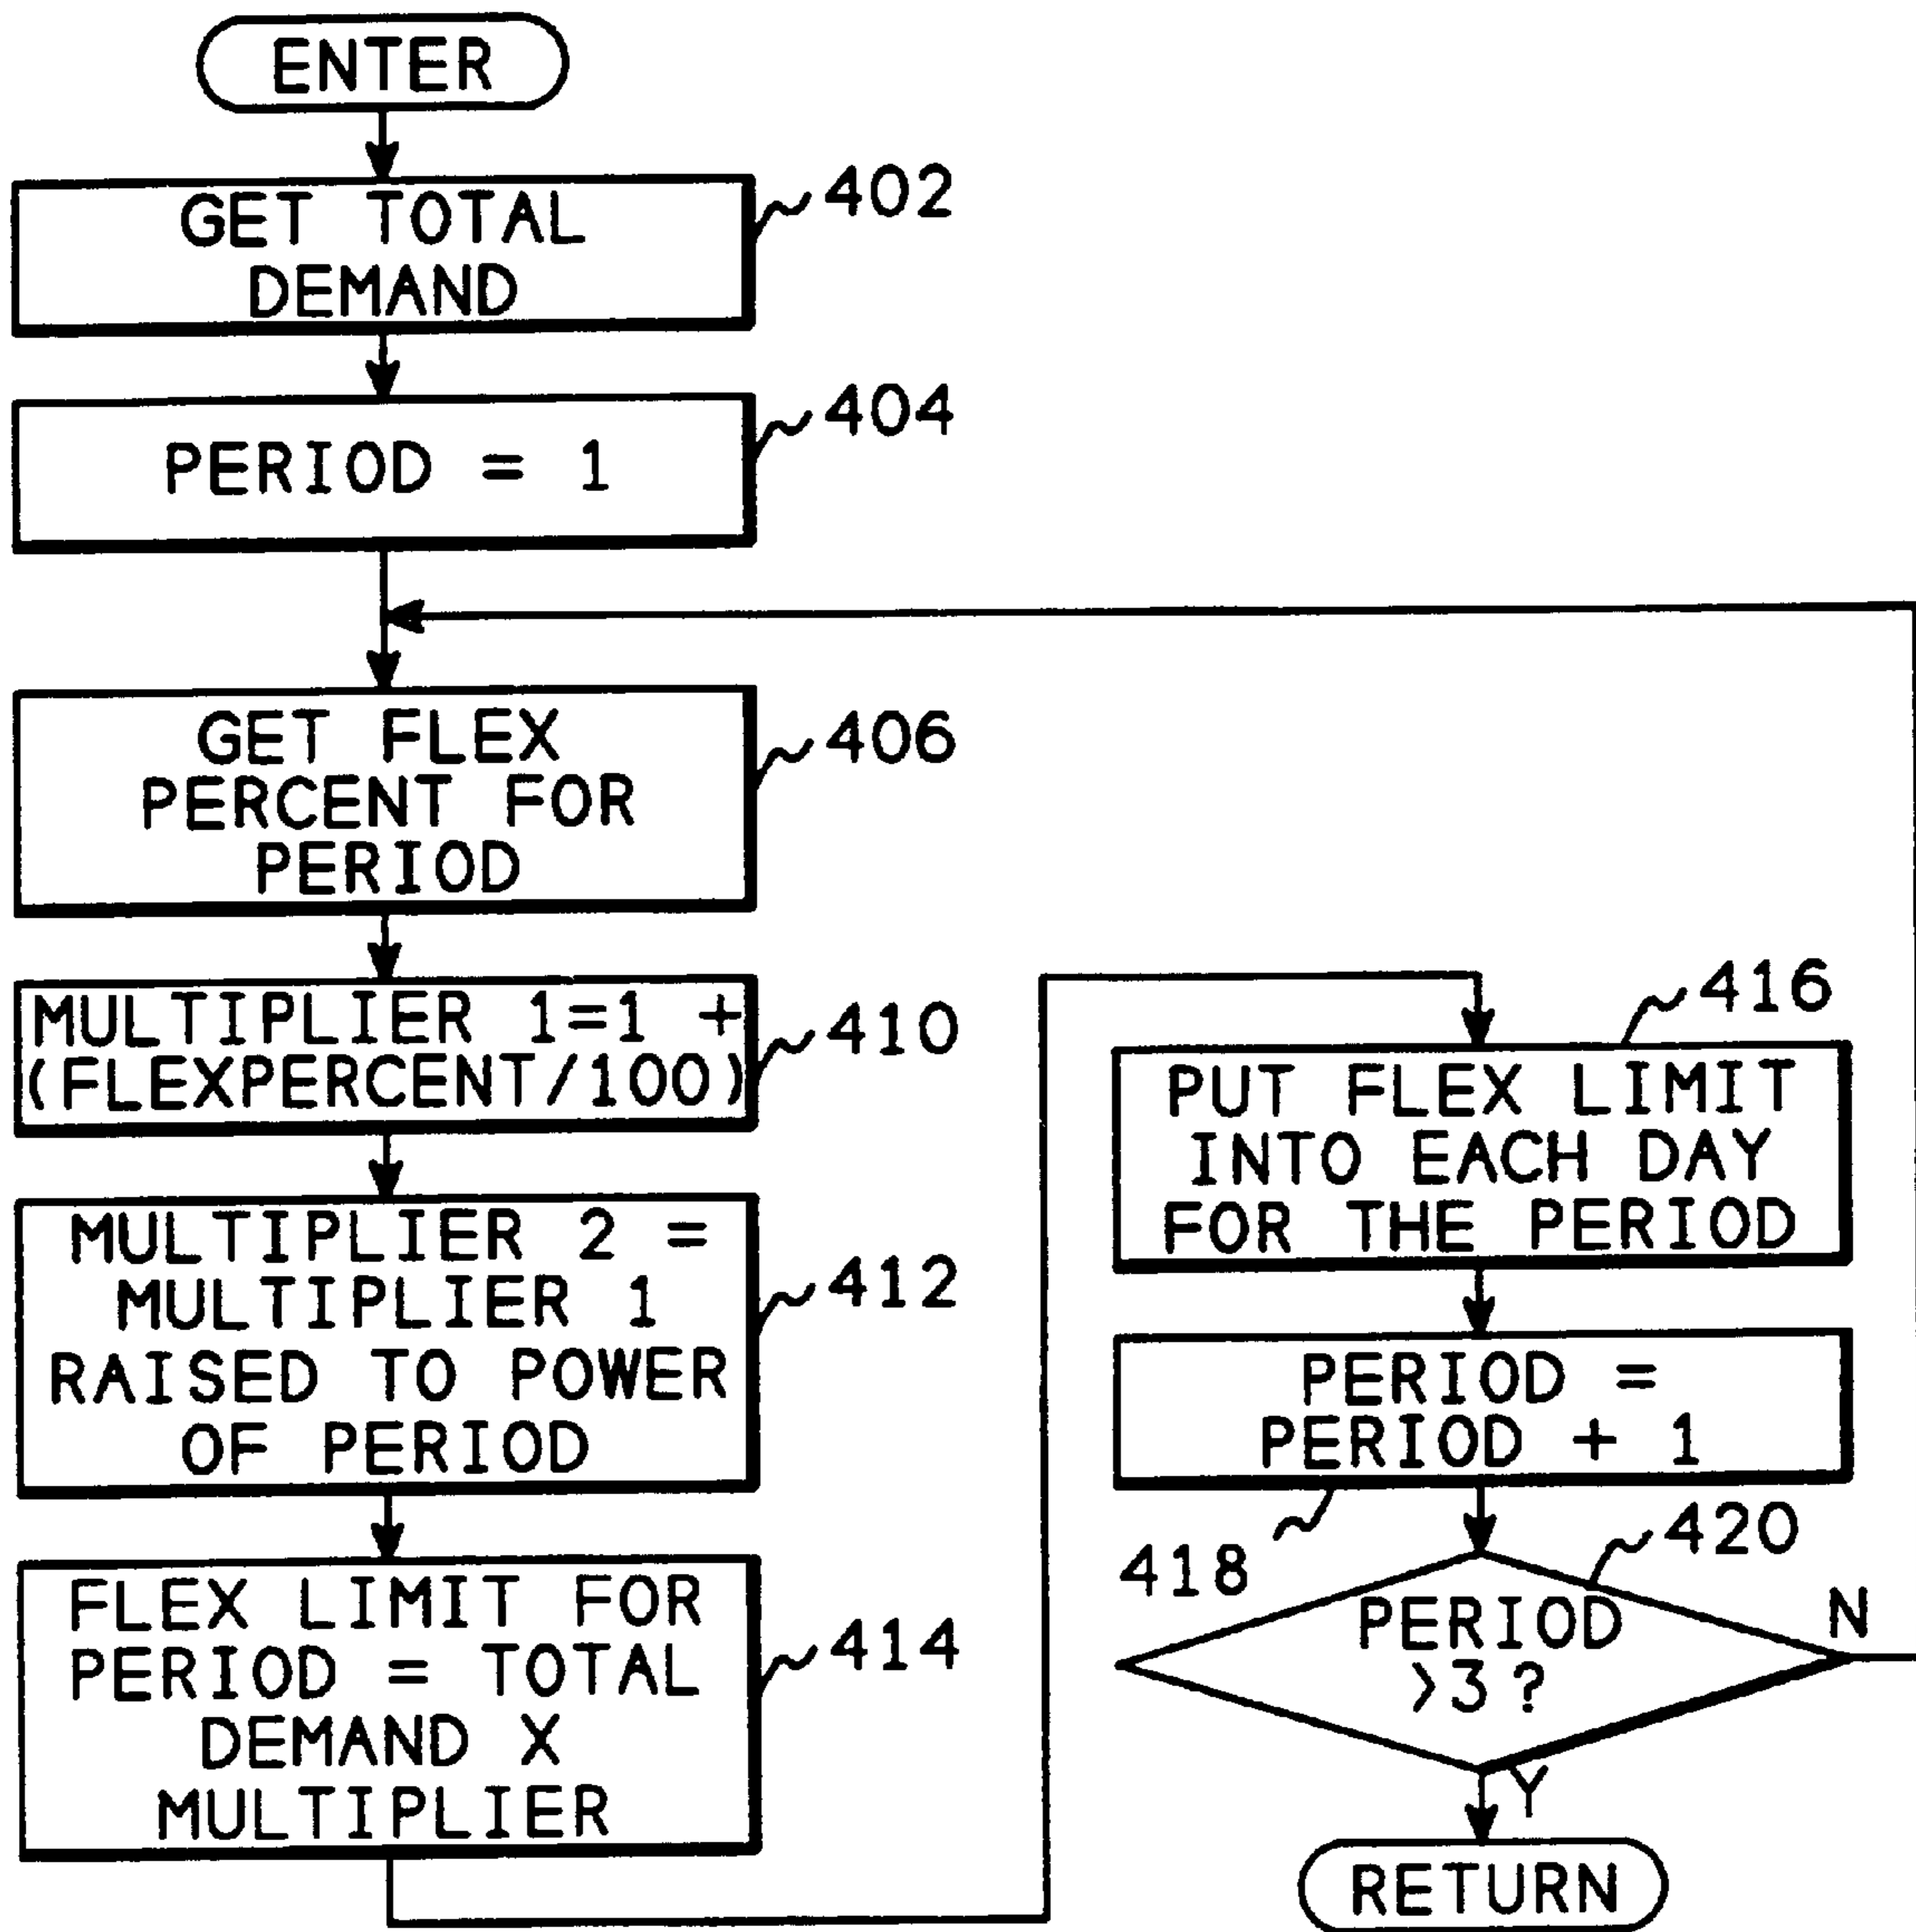 ENTER
GET TOTAL
DEMAND
402
PERIOD = 1
404
GET FLEX
PERCENT FOR
PERIOD
406
MULTIPLIER 1=1 +
(FLEXPERCENT/100)
410
MULTIPLIER 2 =
MULTIPLIER 1
RAISED TO POWER
OF PERIOD
412
FLEX LIMIT FOR
PERIOD = TOTAL
DEMAND X
MULTIPLIER
414
416
PUT FLEX LIMIT
INTO EACH DAY
FOR THE PERIOD
PERIOD =
PERIOD + 1
418
420
PERIOD
>3?
N
Y
RETURN